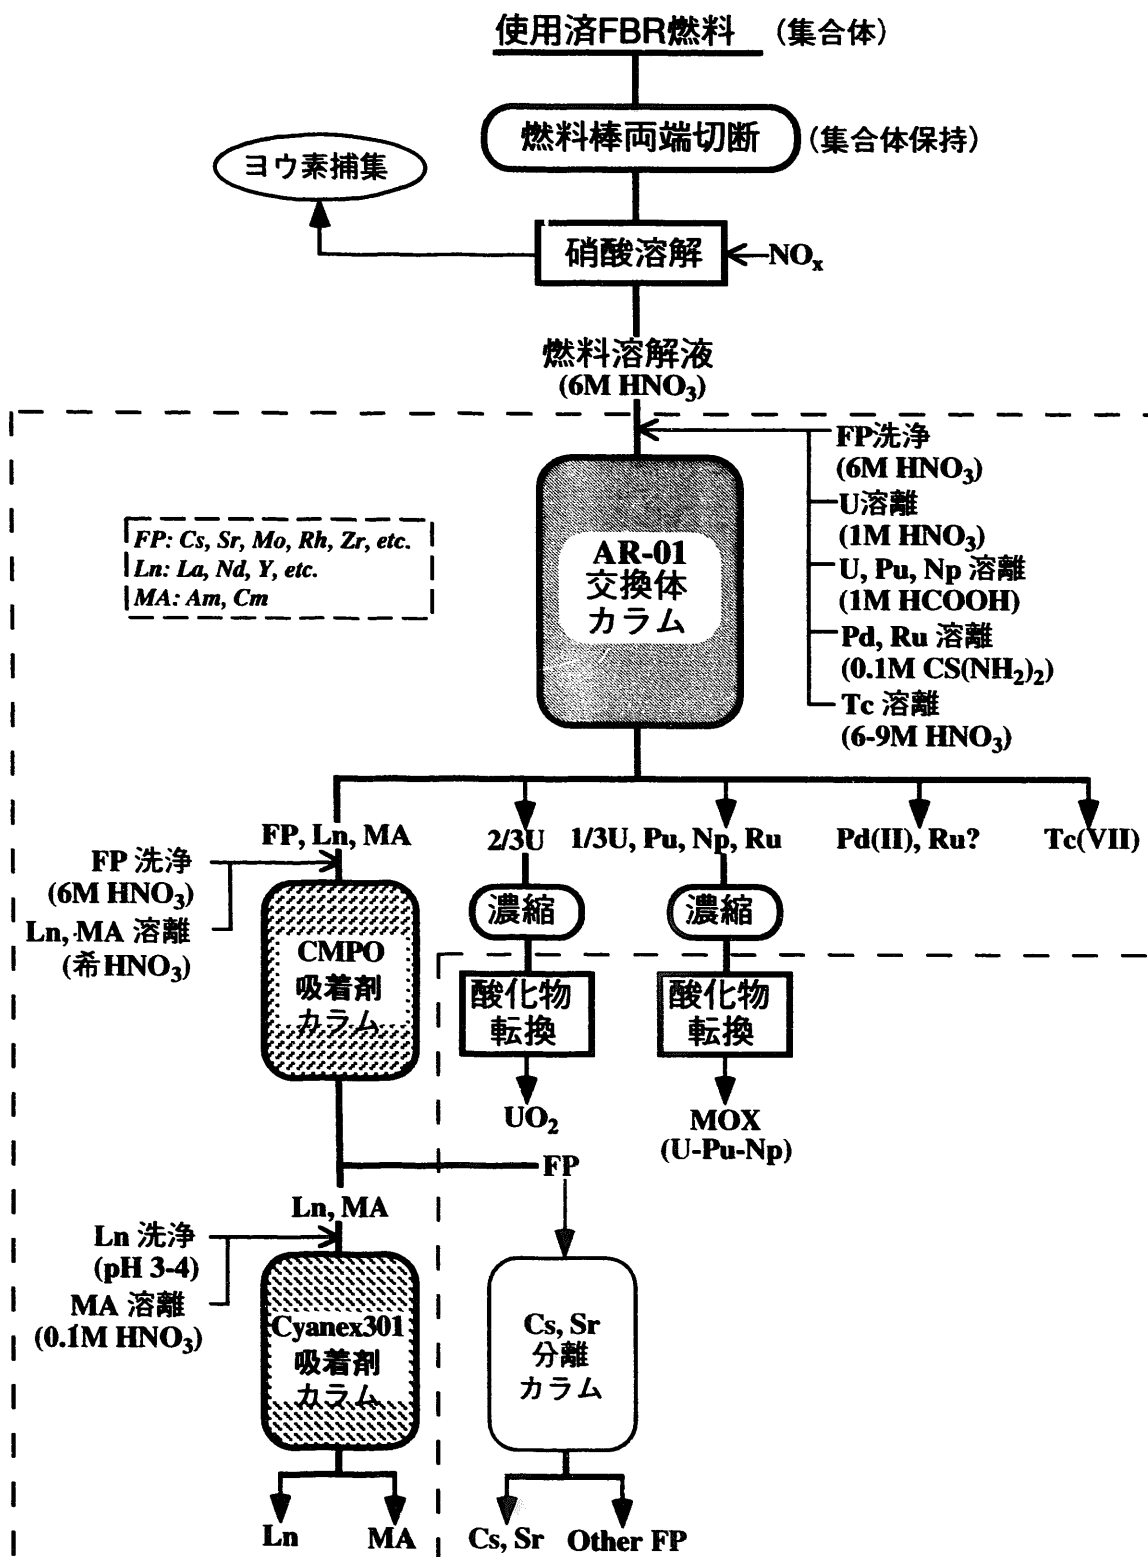 使用済FBR燃料 (集合体)
燃料棒両端切断 (集合体保持)
ヨウ素捕集
硝酸溶解
NOx
燃料溶解液
(6M HNO3)
FP洗浄
(6M HNO3)
U溶離
(1M HNO3)
U, Pu, Np 溶離
(1M HCOOH)
Pd, Ru 溶離
(0.1M CS(NH2)2)
Tc 溶離
(6-9M HNO3)
AR-01
交換体
カラム
FP: Cs, Sr, Mo, Rh, Zr, etc.
Ln: La, Nd, Y, etc.
MA: Am, Cm
FP, Ln, MA
2/3U
1/3U, Pu, Np, Ru
Pd(II), Ru?
Tc(VII)
FP 洗浄
(6M HNO3)
Ln, MA 溶離
(希HNO3)
CMPO
吸着剤
カラム
濃縮
濃縮
酸化物
転換
酸化物
転換
UO2
MOX
(U-Pu-Np)
FP
Ln, MA
Ln 洗浄
(pH 3-4)
MA 溶離
(0.1M HNO3)
Cyanex301
吸着剤
カラム
Cs, Sr
分離
カラム
Ln
MA
Cs, Sr
Other FP